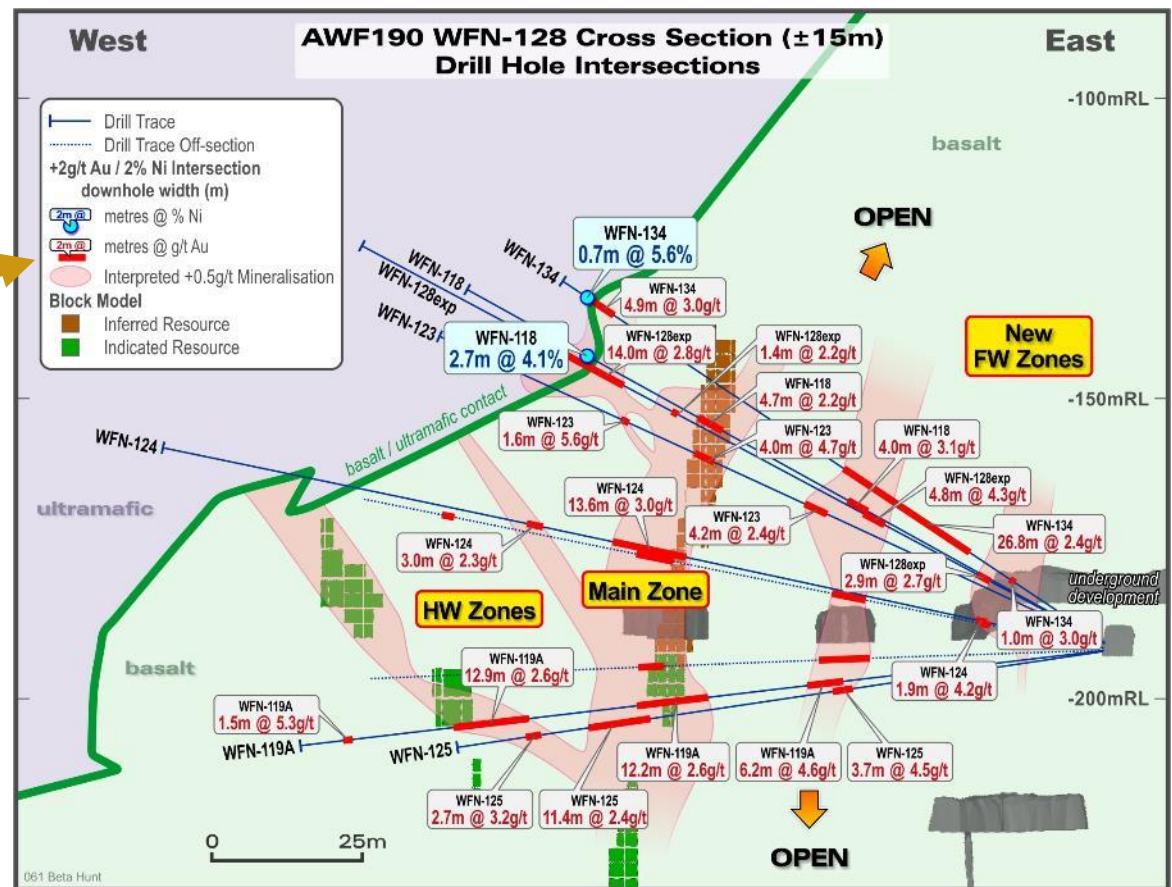 West
AWF190 WFN-128 Cross Section (±15m)
Drill Hole Intersections
East
Drill Trace
Drill Trace Off-section
+2g/t Au / 2% Ni Intersection
downhole width (m)
2m @
metres @ % Ni
2m @
metres @ g/t Au
Interpreted +0.5g/t Mineralisation
Block Model
Inferred Resource
Indicated Resource
-100mRL
basalt
OPEN
WFN-134
0.7m @ 5.6%
WFN-134
WFN-118
WFN-128exp
WFN-123
WFN-134
4.9m @ 3.0g/t
WFN-118
2.7m @ 4.1%
WFN-128exp
14.0m @ 2.8g/t
WFN-128exp
1.4m @ 2.2g/t
New
FW Zones
WFN-118
4.7m @ 2.2g/t
-150mRL
WFN-123
1.6m @ 5.6g/t
WFN-123
4.0m @ 4.7g/t
WFN-118
4.0m @ 3.1g/t
WFN-124
basalt / ultramafic contact
ultramafic
WFN-124
13.6m @ 3.0g/t
WFN-128exp
4.8m @ 4.3g/t
WFN-124
3.0m @ 2.3g/t
WFN-123
4.2m @ 2.4g/t
WFN-134
26.8m @ 2.4g/t
WFN-128exp
2.9m @ 2.7g/t
underground
development
HW Zones
Main Zone
WFN-134
1.0m @ 3.0g/t
basalt
WFN-119A
12.9m @ 2.6g/t
WFN-124
1.9m @ 4.2g/t
-200mRL
WFN-119A
1.5m @ 5.3g/t
WFN-119A
WFN-125
WFN-119A
12.2m @ 2.6g/t
WFN-119A
6.2m @ 4.6g/t
WFN-125
3.7m @ 4.5g/t
WFN-125
2.7m @ 3.2g/t
WFN-125
11.4m @ 2.4g/t
0
25m
OPEN
061 Beta Hunt